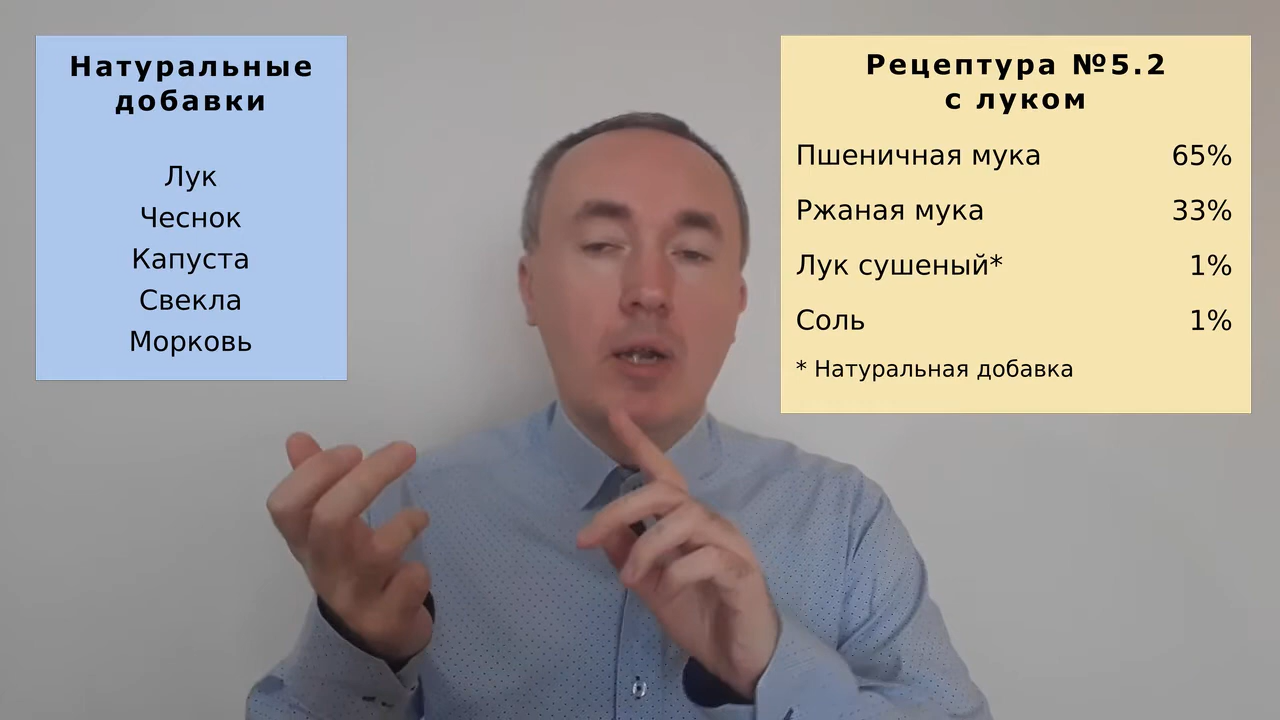 Натуральные
добавки
Лук
Чеснок
Капуста
Свекла
Морковь
Рецептура №5.2
с луком
Пшеничная мука 65%
Ржаная мука 33%
Лук сушеный* 1%
Соль 1%
* Натуральная добавка